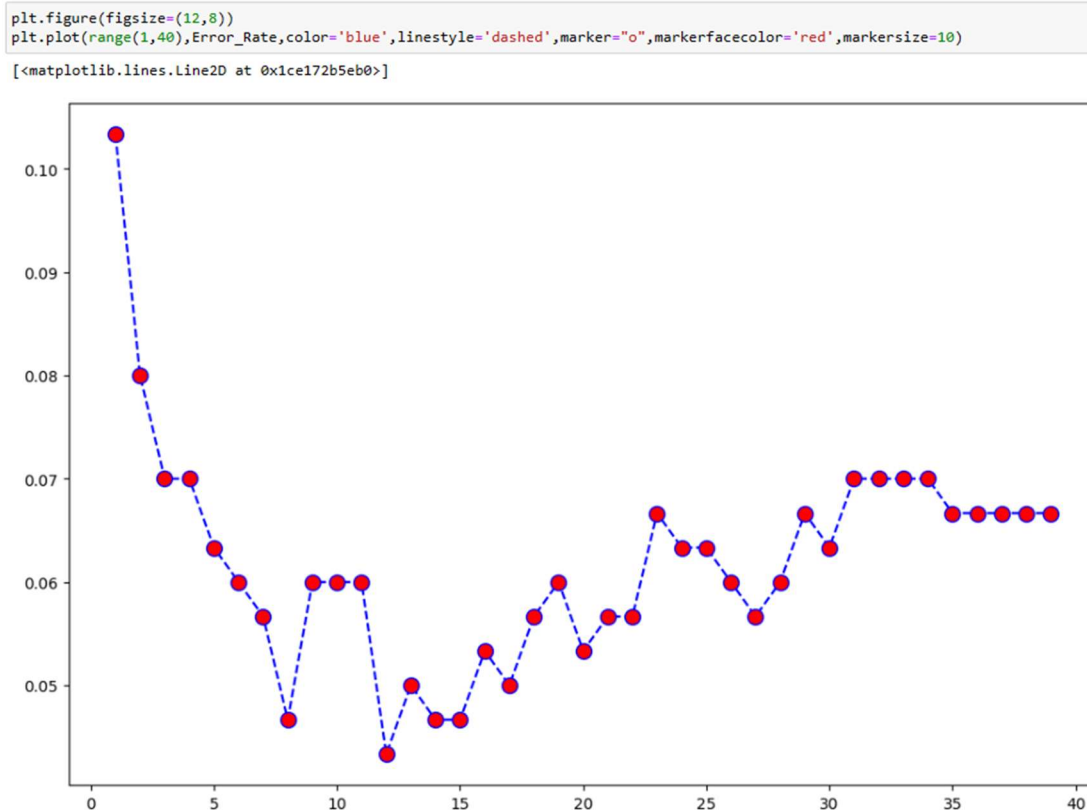 plt.figure(figsize=(12,8))
plt.plot(range(1,40),Error_Rate,color='blue',linestyle='dashed',marker="o",markerfacecolor='red',markersize=10)
[<matplotlib.lines.Line2D at 0x1ce172b5eb0>]
0.10
0.09
0.08
0.07
0.06
0.05
0 5 10 15 20 25 30 35 40